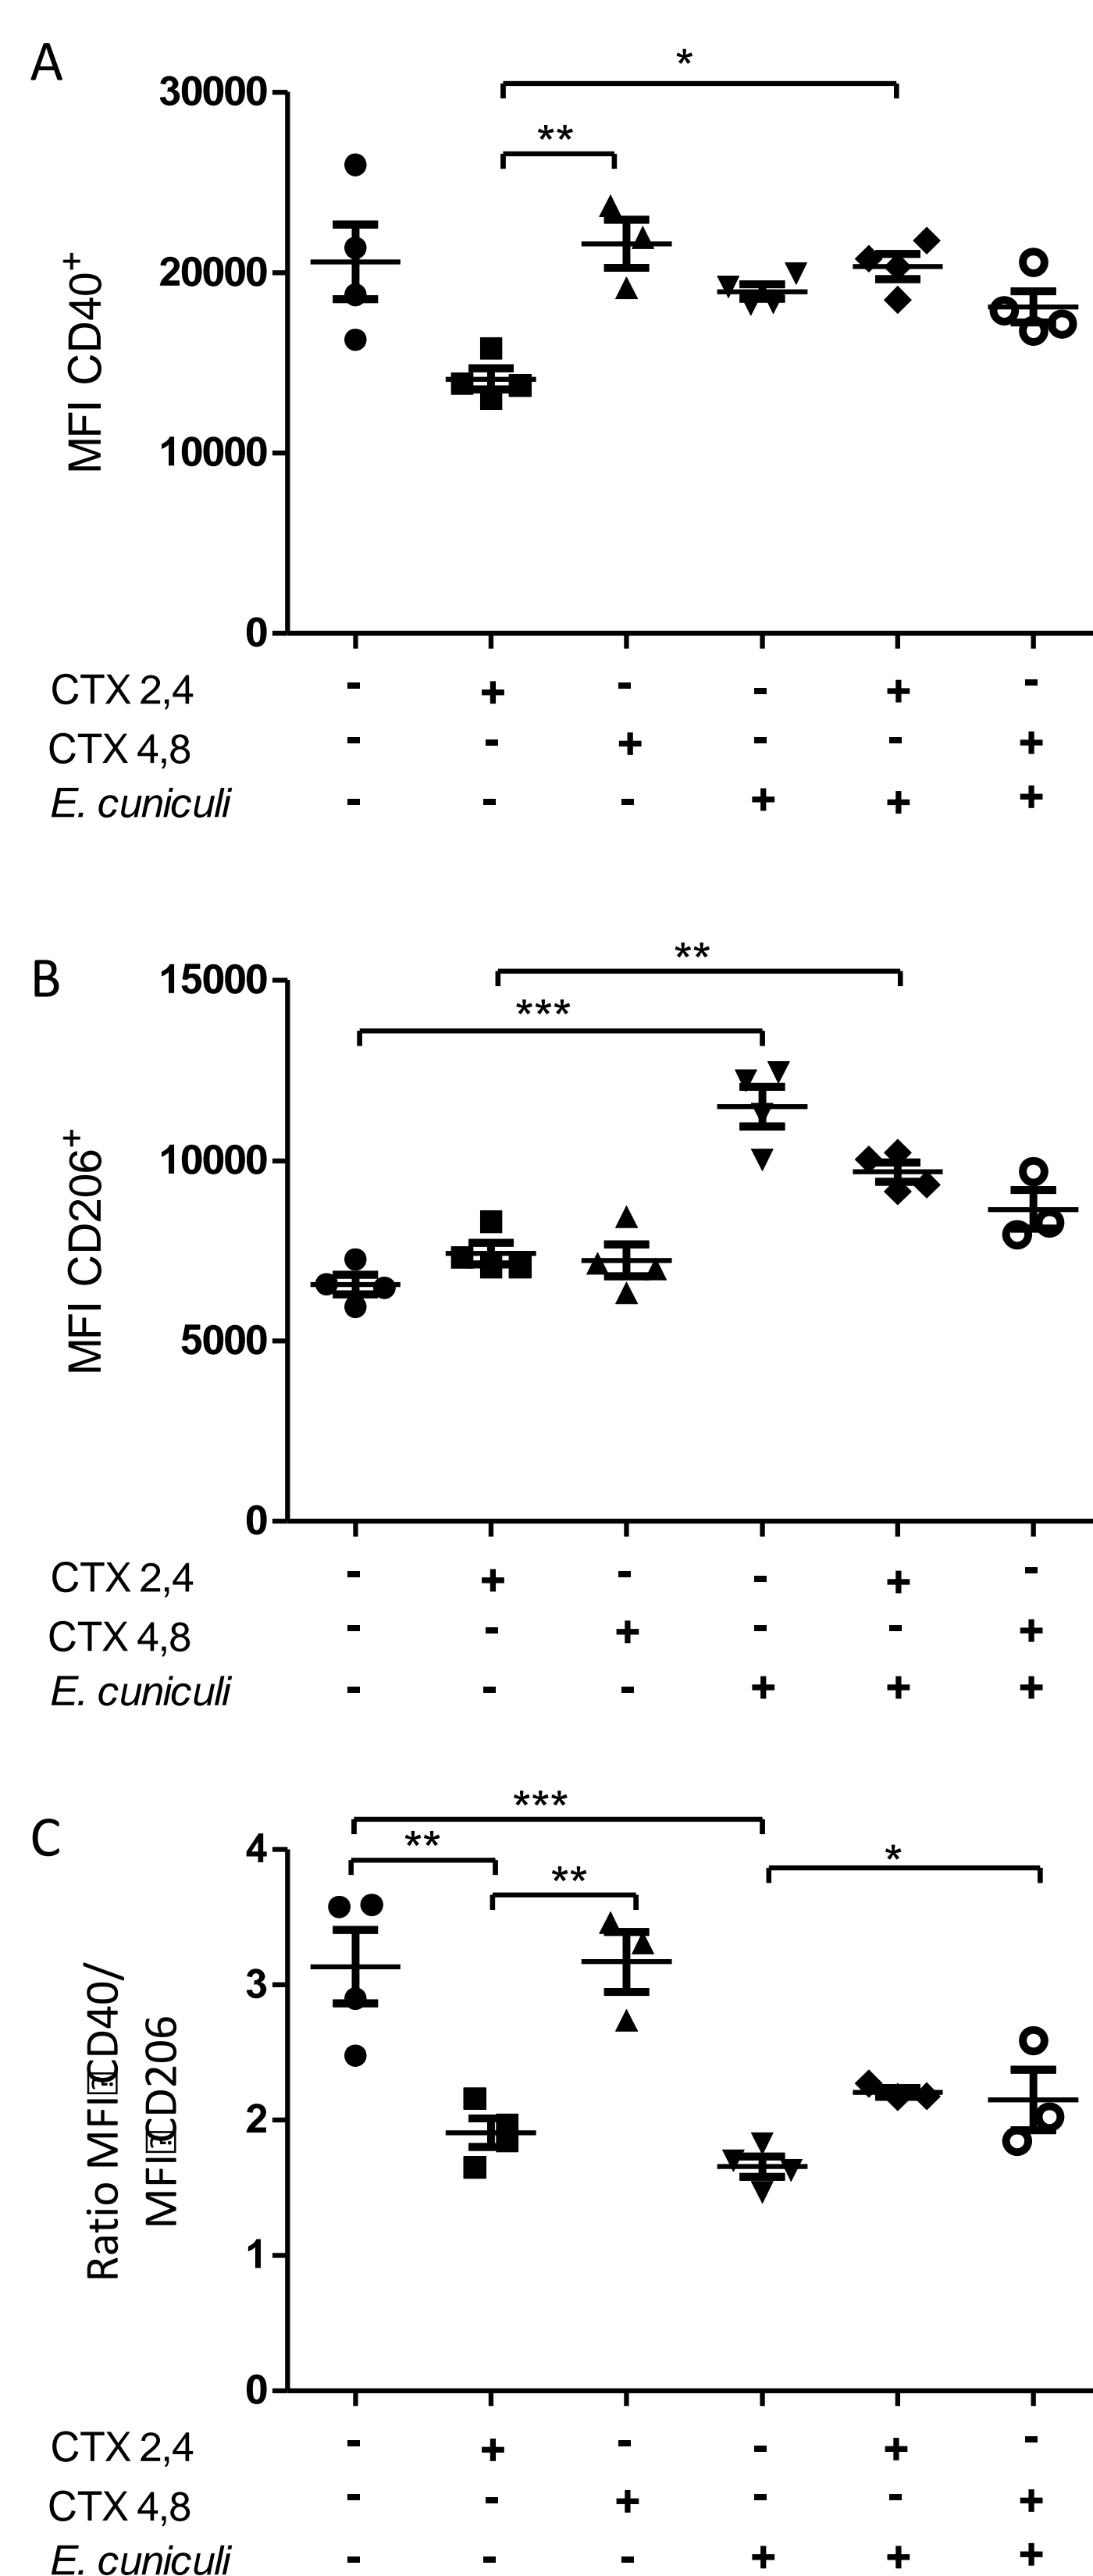 A
*
30000
**
20000
MFI CD40+
10000
0
CTX 2,4 - + - - + -
CTX 4,8 - - + - - +
E. cuniculi - - - + + +
B
**
15000
***
10000
MFI CD206+
5000
0
CTX 2,4 - + - - + -
CTX 4,8 - - + - - +
E. cuniculi - - - + + +
C
***
**
*
4
**
3
Ratio MFI CD40/
MFI CD206
2
1
0
CTX 2,4 - + - - + -
CTX 4,8 - - + - - +
E. cuniculi - - - + + +